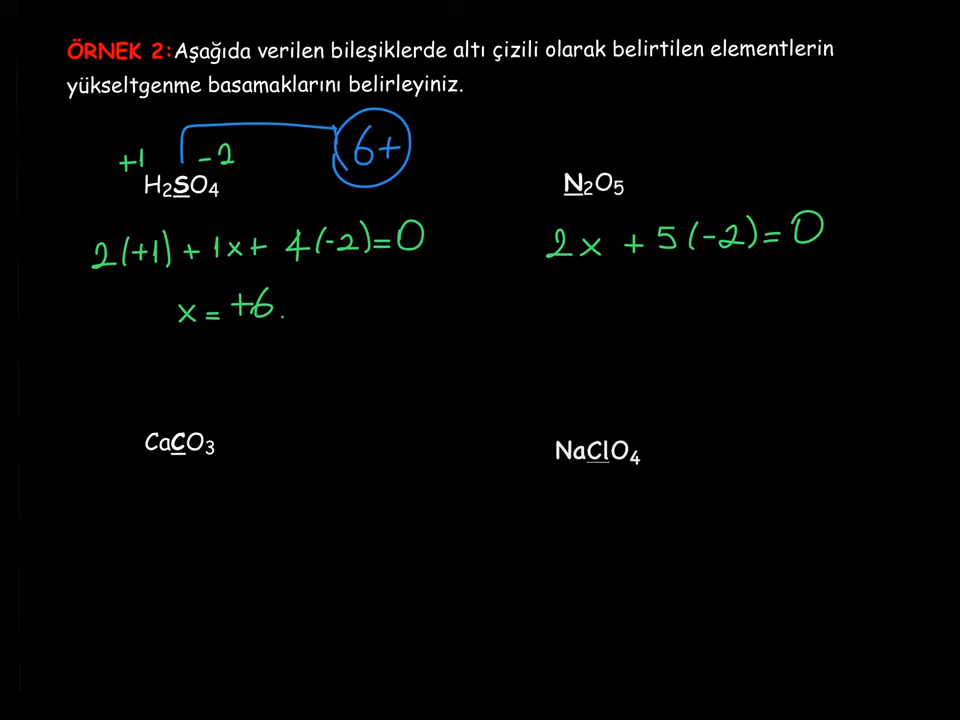 ÖRNEK 2:Aşağıda verilen bileşiklerde altı çizili olarak belirtilen elementlerin
yükseltgenme basamaklarını belirleyiniz.
+1 -2 6+
H₂SO₄
2(+1) + 1x + 4(-2)=0
x = +6.
N₂O₅
2x + 5(-2)=0
CaCO₃
NaClO₄